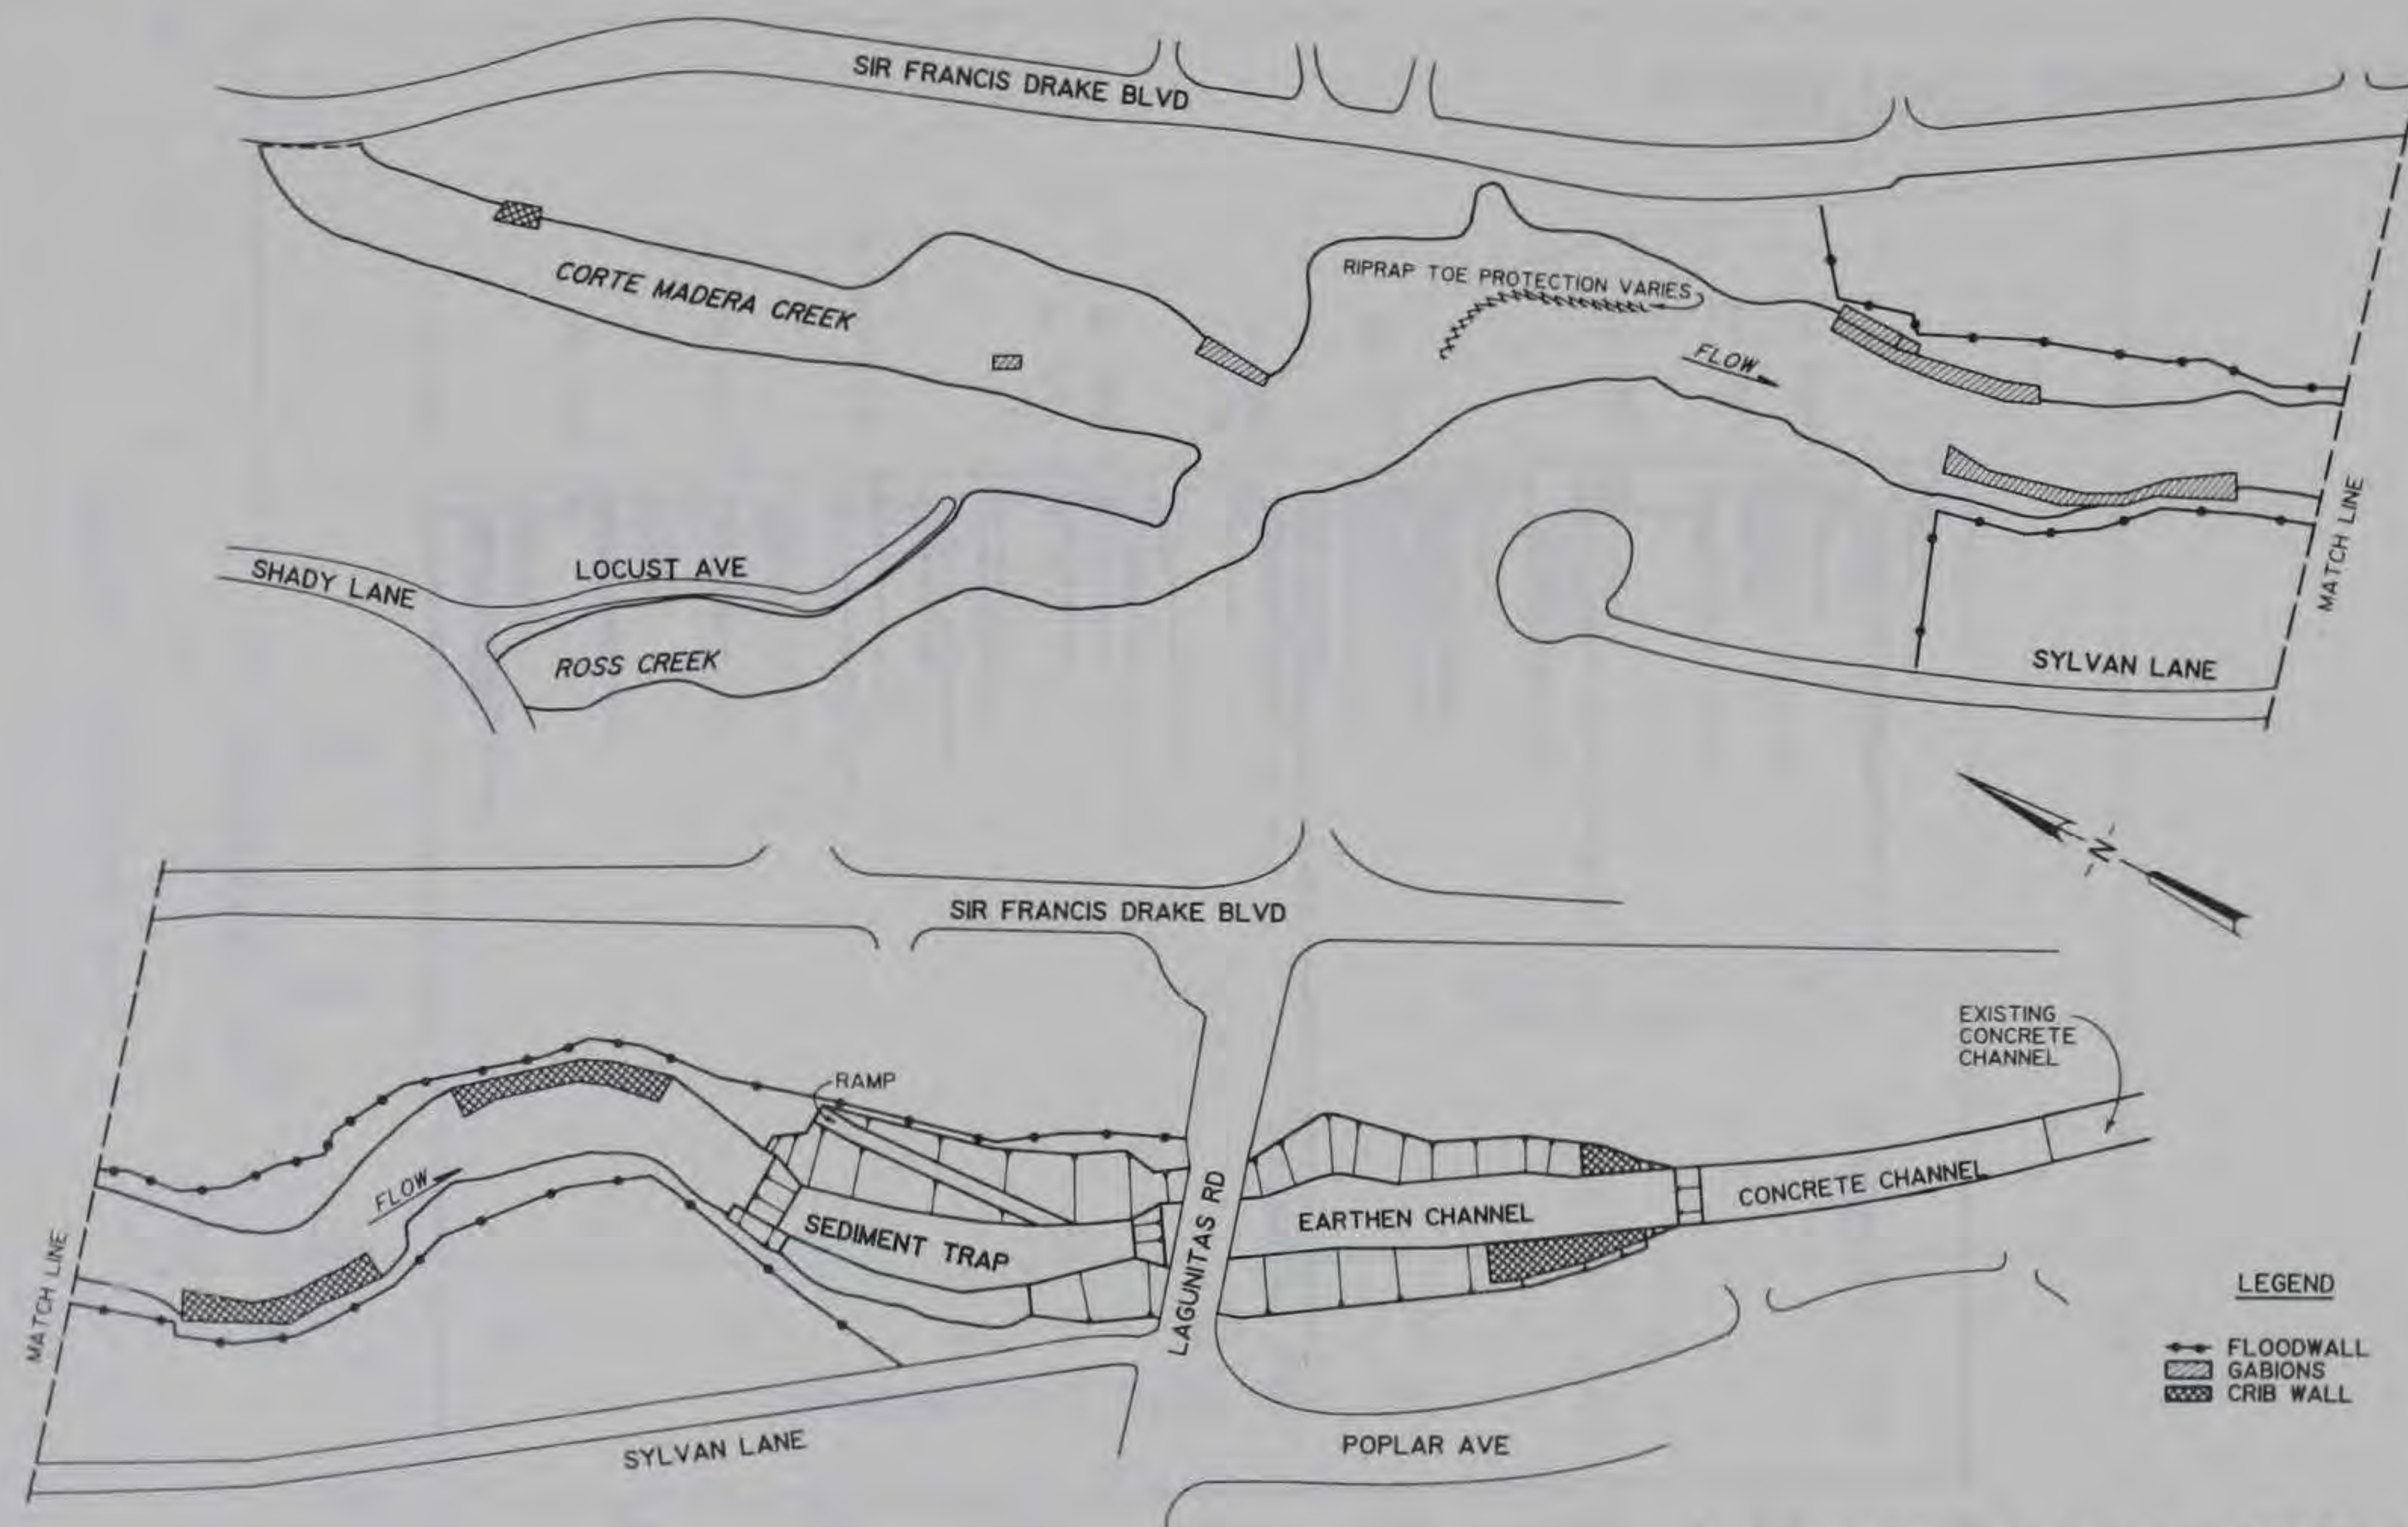 SIR FRANCIS DRAKE BLVD
CORTE MADERA CREEK
RIPRAP TOE PROTECTION VARIES
FLOW
SHADY LANE
LOCUST AVE
ROSS CREEK
SYLVAN LANE
MATCH LINE
N
SIR FRANCIS DRAKE BLVD
EXISTING
CONCRETE
CHANNEL
RAMP
FLOW
SEDIMENT TRAP
LAGUNITAS RD
EARTHEN CHANNEL
CONCRETE CHANNEL
MATCH LINE
SYLVAN LANE
POPLAR AVE
LEGEND
FLOODWALL
GABIONS
CRIB WALL